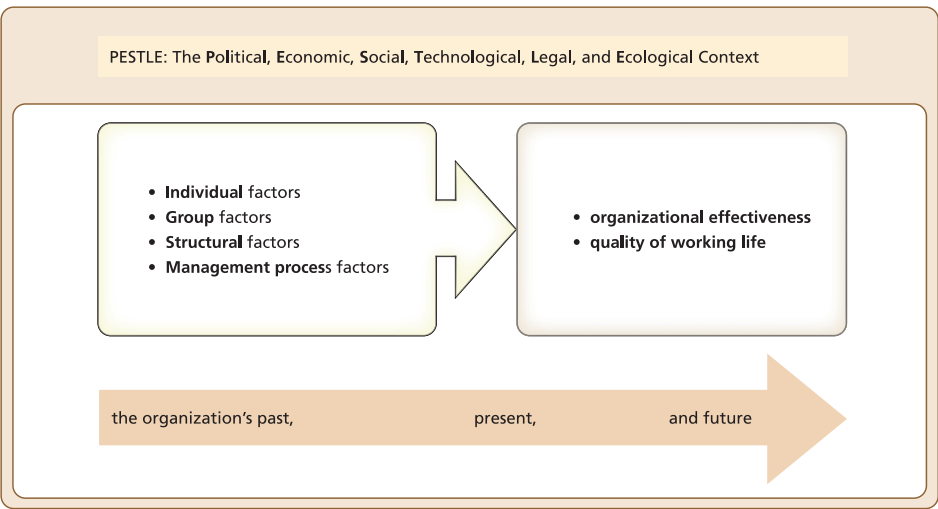 PESTLE: The Political, Economic, Social, Technological, Legal, and Ecological Context
• Individual factors
• Group factors
• Structural factors
• Management process factors
• organizational effectiveness
• quality of working life
the organization's past, present, and future